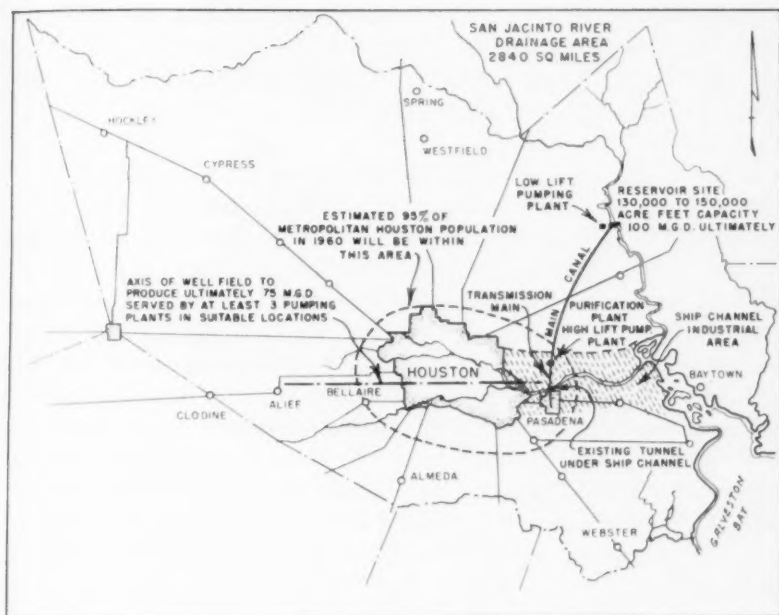 SAN JACINTO RIVER
DRAINAGE AREA
2840 SQ MILES
SPRING
HOCKLEY
WESTFIELD
CYPRESS
LOW LIFT
PUMPING
PLANT
RESERVOIR SITE
130,000 TO 150,000
ACRE FEET CAPACITY
100 M.G.D. ULTIMATELY
ESTIMATED 95% OF
METROPOLITAN HOUSTON POPULATION
IN 1960 WILL BE WITHIN
THIS AREA
MAIN CANAL
AXIS OF WELL FIELD TO
PRODUCE ULTIMATELY 75 M.G.D
SERVED BY AT LEAST 3 PUMPING
PLANTS IN SUITABLE LOCATIONS
TRANSMISSION
MAIN
PURIFICATION
PLANT
HIGH LIFT PUMP
PLANT
SHIP CHANNEL
INDUSTRIAL
AREA
HOUSTON
BAYTOWN
BELLAIRE
ALIEF
CLODINE
PASADENA
EXISTING TUNNEL
UNDER SHIP CHANNEL
ALMEDA
WEBSTER
GALVESTON
BAY